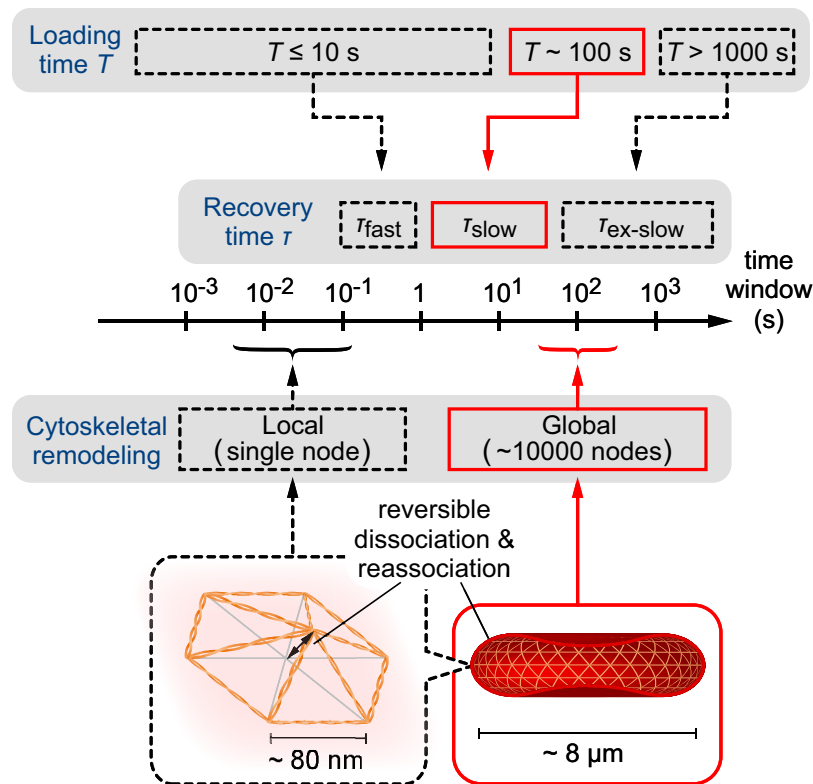 Loading
time T
T ≤ 10 s
T ~ 100 s
T > 1000 s
Recovery
time τ
τfast
τslow
τex-slow
time
window
(s)
10-3
10-2
10-1
1
101
102
103
Cytoskeletal
remodeling
Local
(single node)
Global
(~10000 nodes)
reversible
dissociation &
reassociation
~ 80 nm
~ 8 μm